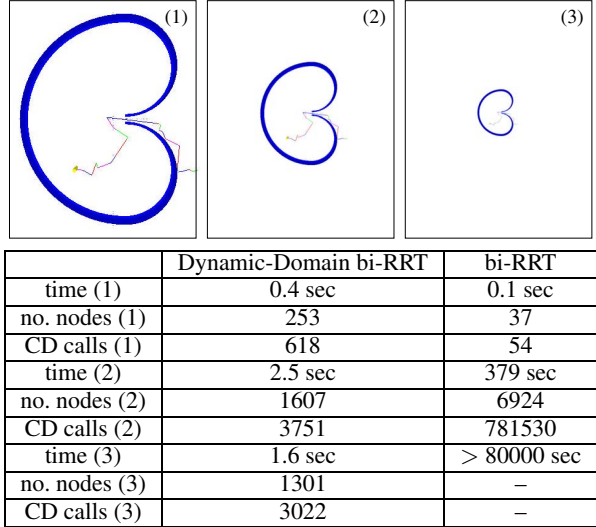 (1) (2) (3)
Dynamic-Domain bi-RRT bi-RRT
time (1) 0.4 sec 0.1 sec
no. nodes (1) 253 37
CD calls (1) 618 54
time (2) 2.5 sec 379 sec
no. nodes (2) 1607 6924
CD calls (2) 3751 781530
time (3) 1.6 sec > 80000 sec
no. nodes (3) 1301 –
CD calls (3) 3022 –